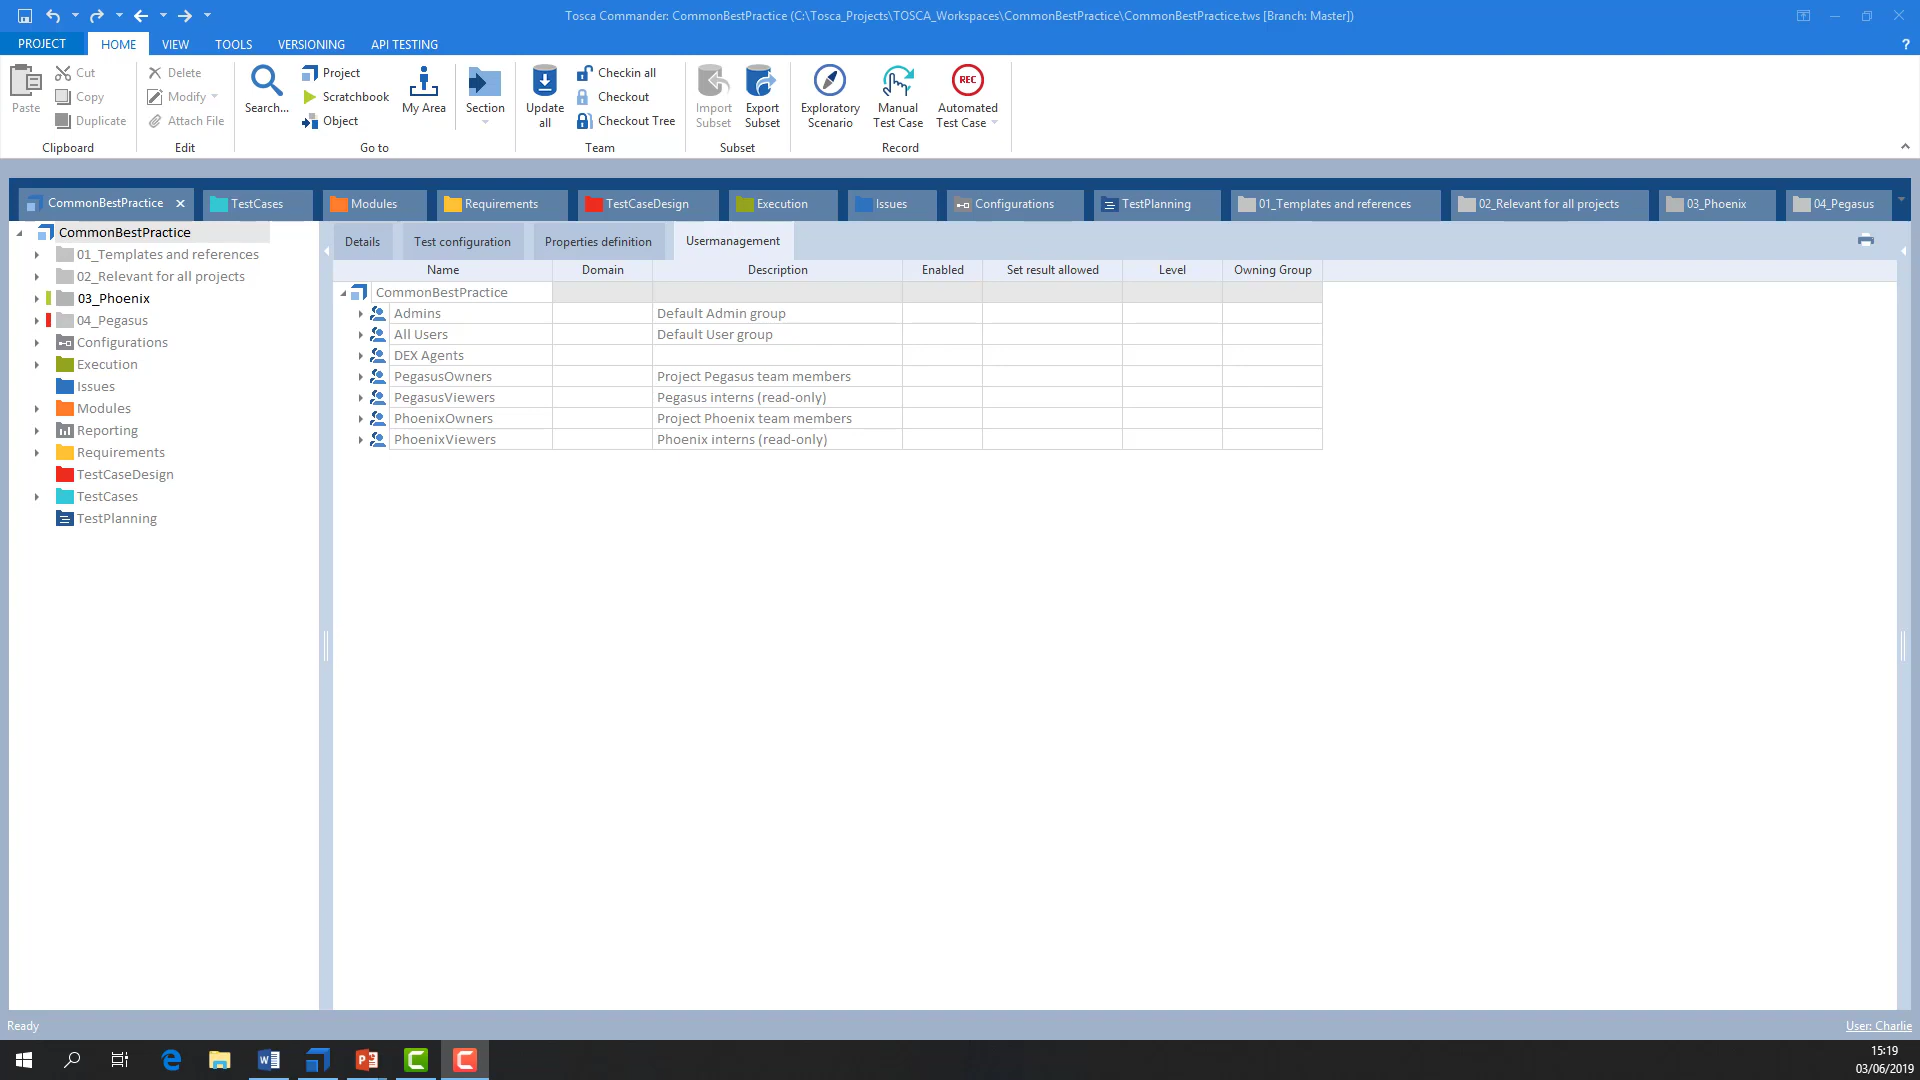 Tosca Commander: CommonBestPractice (C:\Tosca_Projects\TOSCA_Workspaces\CommonBestPractice\CommonBestPractice.tws [Branch: Master])
PROJECT HOME VIEW TOOLS VERSIONING API TESTING ?
Paste
Cut
Copy
Duplicate
Clipboard
Delete
Modify
Attach File
Edit
Search...
Project
Scratchbook
Object
My Area
Section
Go to
Update all
Checkin all
Checkout
Checkout Tree
Team
Import Subset
Export Subset
Subset
Exploratory Scenario
Manual Test Case
REC
Automated Test Case
Record
CommonBestPractice TestCases Modules Requirements TestCaseDesign Execution Issues Configurations TestPlanning 01_Templates and references 02_Relevant for all projects 03_Phoenix 04_Pegasus
CommonBestPractice
01_Templates and references
02_Relevant for all projects
03_Phoenix
04_Pegasus
Configurations
Execution
Issues
Modules
Reporting
Requirements
TestCaseDesign
TestCases
TestPlanning
Details Test configuration Properties definition Usermanagement
Name Domain Description Enabled Set result allowed Level Owning Group
CommonBestPractice
Admins Default Admin group
All Users Default User group
DEX Agents
PegasusOwners Project Pegasus team members
PegasusViewers Pegasus interns (read-only)
PhoenixOwners Project Phoenix team members
PhoenixViewers Phoenix interns (read-only)
Ready
User: Charlie
15:19
03/06/2019